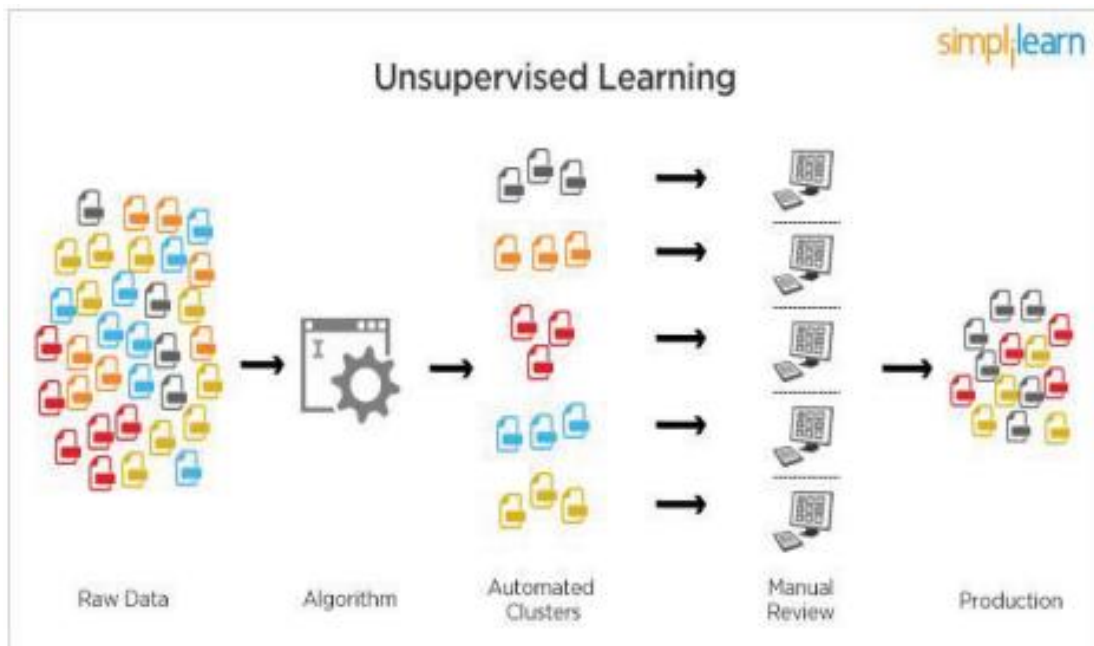 simplilearn
Unsupervised Learning
Raw Data
Algorithm
Automated
Clusters
Manual
Review
Production